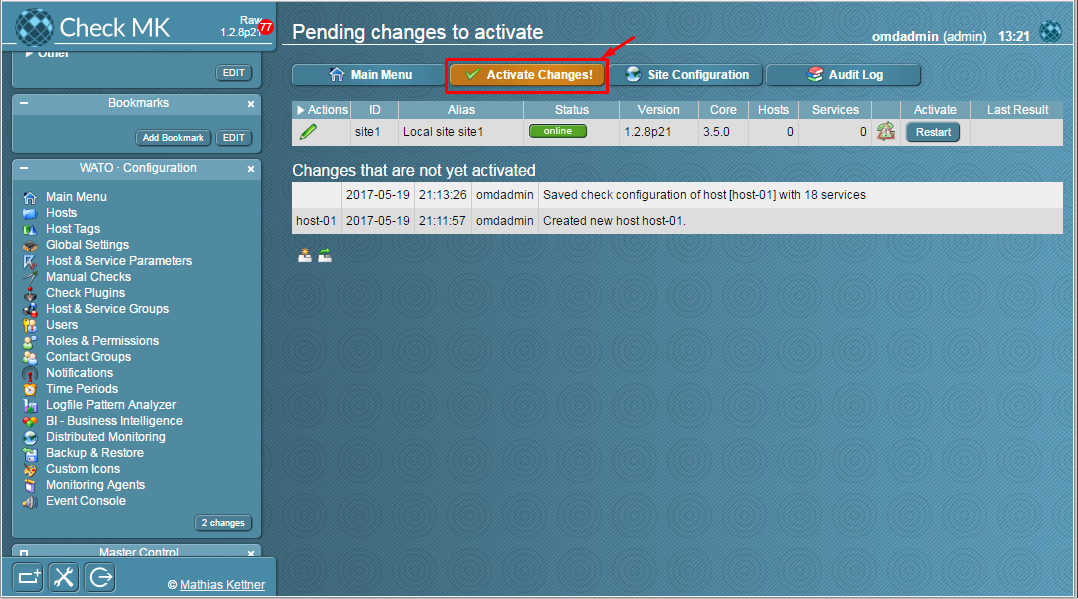 Check MK
Raw
1.2.8p21
77
Other
EDIT
Bookmarks
Add Bookmark
EDIT
WATO · Configuration
Main Menu
Hosts
Host Tags
Global Settings
Host & Service Parameters
Manual Checks
Check Plugins
Host & Service Groups
Users
Roles & Permissions
Contact Groups
Notifications
Time Periods
Logfile Pattern Analyzer
BI - Business Intelligence
Distributed Monitoring
Backup & Restore
Custom Icons
Monitoring Agents
Event Console
2 changes
Master Control
© Mathias Kettner
Pending changes to activate
omdadmin (admin) 13:21
Main Menu Activate Changes! Site Configuration Audit Log
Actions ID Alias Status Version Core Hosts Services Activate Last Result
site1 Local site site1 online 1.2.8p21 3.5.0 0 0 Restart
Changes that are not yet activated
2017-05-19 21:13:26 omdadmin Saved check configuration of host [host-01] with 18 services
host-01 2017-05-19 21:11:57 omdadmin Created new host host-01.